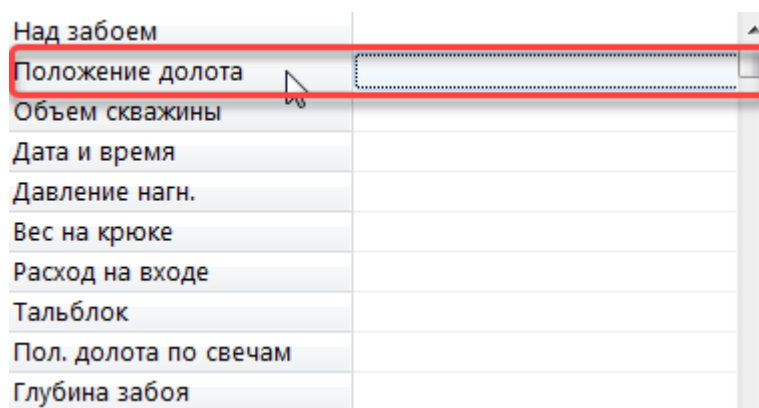 Над забоем
Положение долота
Объем скважины
Дата и время
Давление нагн.
Вес на крюке
Расход на входе
Тальблок
Пол. долота по свечам
Глубина забоя